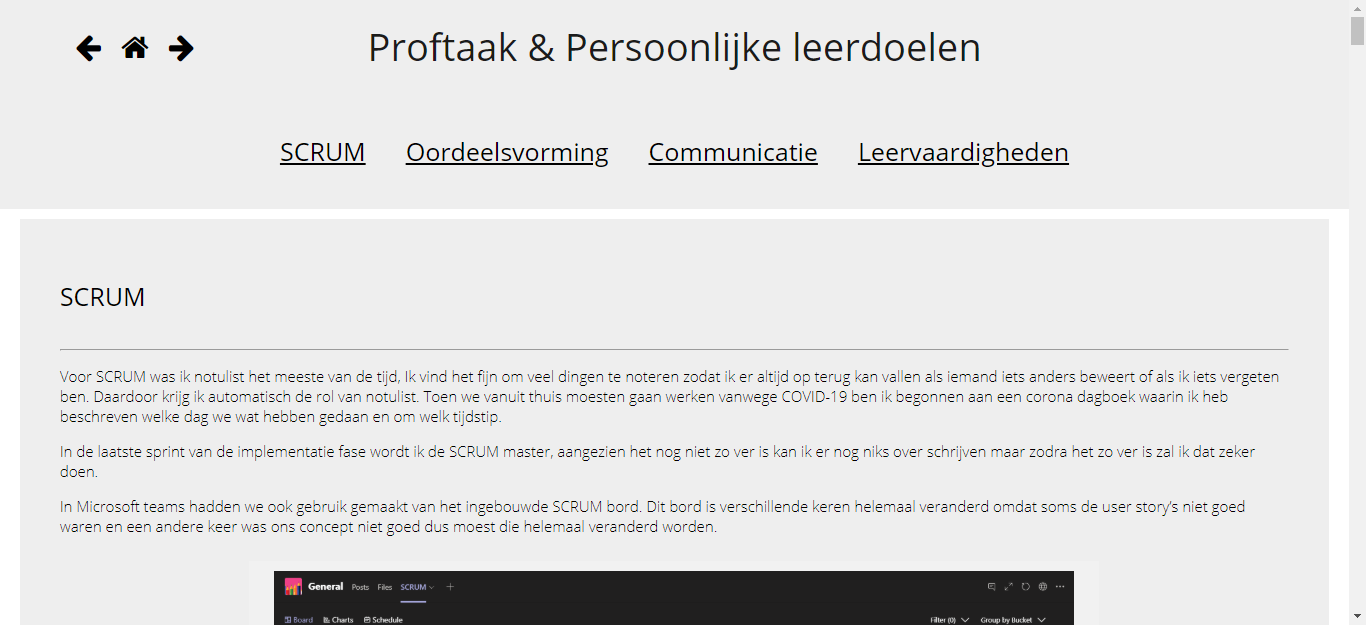 Proftaak & Persoonlijke leerdoelen
SCRUM Oordeelsvorming Communicatie Leervaardigheden
SCRUM
Voor SCRUM was ik notulist het meeste van de tijd, Ik vind het fijn om veel dingen te noteren zodat ik er altijd op terug kan vallen als iemand iets anders beweert of als ik iets vergeten
ben. Daardoor krijg ik automatisch de rol van notulist. Toen we vanuit thuis moesten gaan werken vanwege COVID-19 ben ik begonnen aan een corona dagboek waarin ik heb
beschreven welke dag we wat hebben gedaan en om welk tijdstip.
In de laatste sprint van de implementatie fase wordt ik de SCRUM master, aangezien het nog niet zo ver is kan ik er nog niks over schrijven maar zodra het zo ver is zal ik dat zeker
doen.
In Microsoft teams hadden we ook gebruik gemaakt van het ingebouwde SCRUM bord. Dit bord is verschillende keren helemaal veranderd omdat soms de user story's niet goed
waren en een andere keer was ons concept niet goed dus moest die helemaal veranderd worden.
General Posts Files SCRUM
Board Charts Schedule Filter (0) Group by Bucket